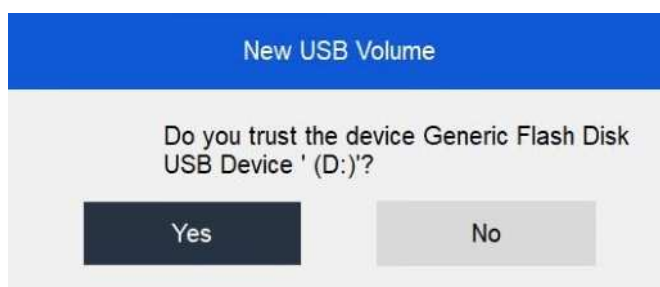 New USB Volume
Do you trust the device Generic Flash Disk
USB Device ' (D:)'?
Yes
No